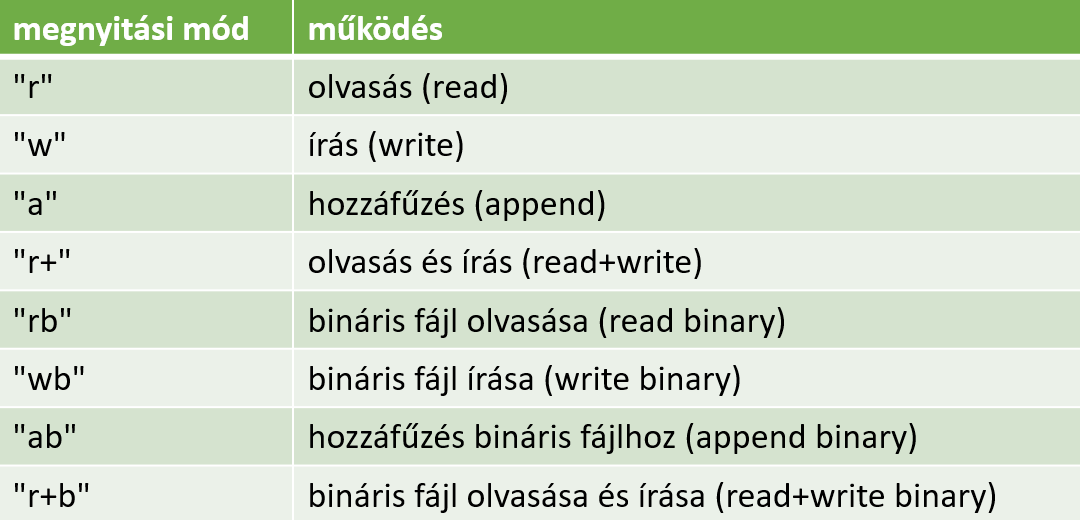 megnyitási mód működés
"r" olvasás (read)
"w" írás (write)
"a" hozzáfűzés (append)
"r+" olvasás és írás (read+write)
"rb" bináris fájl olvasása (read binary)
"wb" bináris fájl írása (write binary)
"ab" hozzáfűzés bináris fájlhoz (append binary)
"r+b" bináris fájl olvasása és írása (read+write binary)